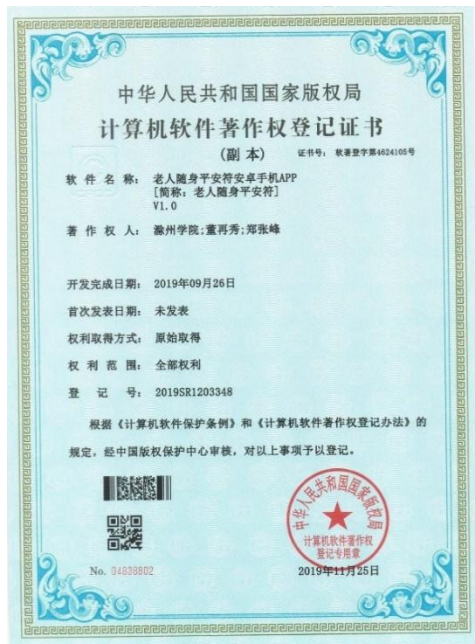 中华人民共和国国家版权局
计算机软件著作权登记证书
(副本)
证书号： 软著登字第4624105号
软件名称： 老人随身平安符安卓手机APP
[简称：老人随身平安符]
V1.0
著作权人： 滁州学院;董再秀;郑张峰
开发完成日期： 2019年09月26日
首次发表日期： 未发表
权利取得方式： 原始取得
权利范围： 全部权利
登记号： 2019SR1203348
根据《计算机软件保护条例》和《计算机软件著作权登记办法》的
规定，经中国版权保护中心审核，对以上事项予以登记。
中华人民共和国国家版权局
计算机软件著作权
登记专用章
No. 04838802
2019年11月25日